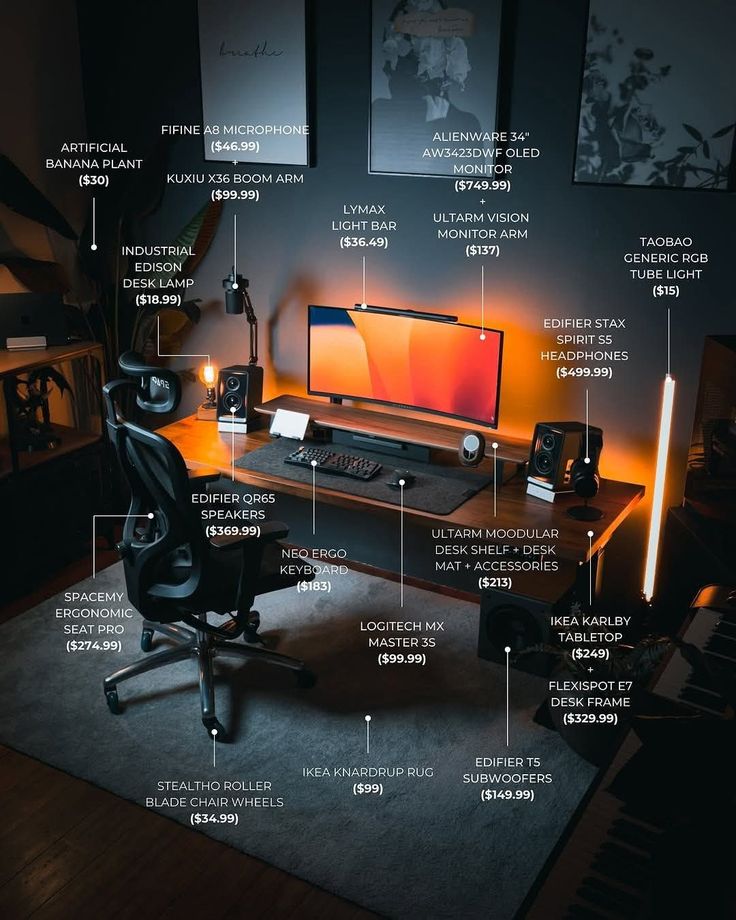 breathe
FIFINE A8 MICROPHONE
($46.99)
+
KUXIU X36 BOOM ARM
($99.99)
ARTIFICIAL
BANANA PLANT
($30)
ALIENWARE 34"
AW3423DWF OLED
MONITOR
($749.99)
+
ULTARM VISION
MONITOR ARM
($137)
LYMAX
LIGHT BAR
($36.49)
INDUSTRIAL
EDISON
DESK LAMP
($18.99)
TAOBAO
GENERIC RGB
TUBE LIGHT
($15)
EDIFIER STAX
SPIRIT S5
HEADPHONES
($499.99)
EDIFIER QR65
SPEAKERS
($369.99)
NEO ERGO
KEYBOARD
($183)
ULTARM MOODULAR
DESK SHELF + DESK
MAT + ACCESSORIES
($213)
SPACEMY
ERGONOMIC
SEAT PRO
($274.99)
LOGITECH MX
MASTER 3S
($99.99)
IKEA KARLBY
TABLETOP
($249)
+
FLEXISPOT E7
DESK FRAME
($329.99)
STEALTHO ROLLER
BLADE CHAIR WHEELS
($34.99)
IKEA KNARDRUP RUG
($99)
EDIFIER T5
SUBWOOFERS
($149.99)